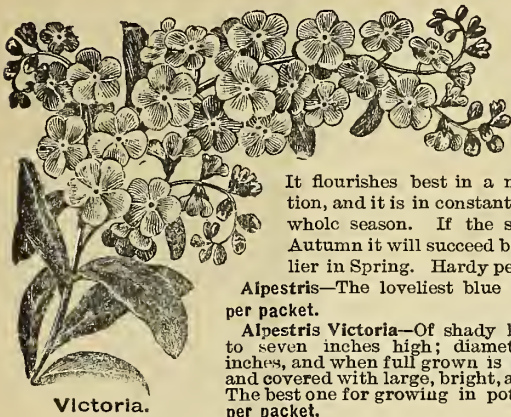 It flourishes best in a m
tion, and it is in constant
whole season. If the s
Autumn it will succeed b
lier in Spring. Hardy pe
Alpestris—The loveliest blue
per packet.
Alpestris Victoria—Of shady
to seven inches high; diamet
inches, and when full grown is
and covered with large, bright, a
The best one for growing in pot
per packet.
Victoria.